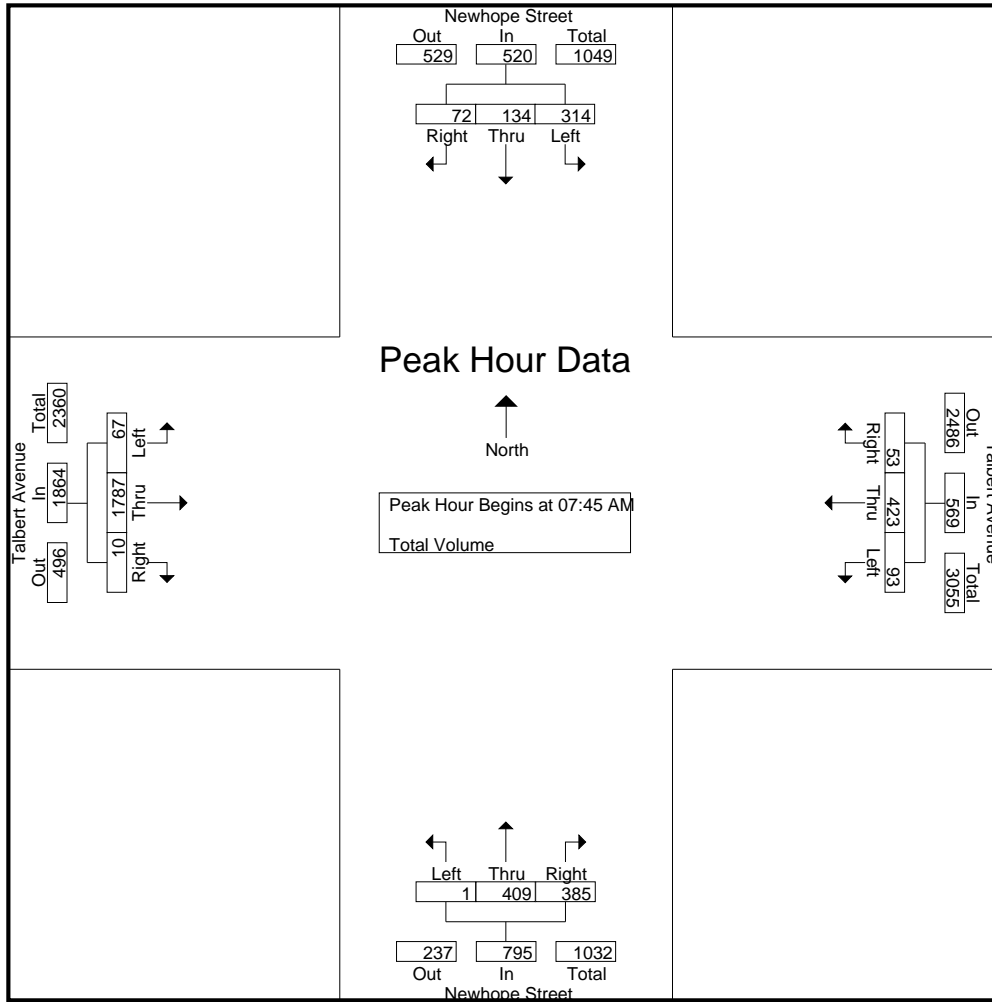 Newhope Street
Out In Total
529 520 1049
72 134 314
Right Thru Left
Peak Hour Data
North
Peak Hour Begins at 07:45 AM
Total Volume
Talbert Avenue
Out In Total
496 1864 2360
10 1787 67
Right Thru Left
Right Thru Left
53 423 93
Out In Total
2486 569 3055
Talbert Avenue
Left Thru Right
1 409 385
237 795 1032
Out In Total
Newhope Street